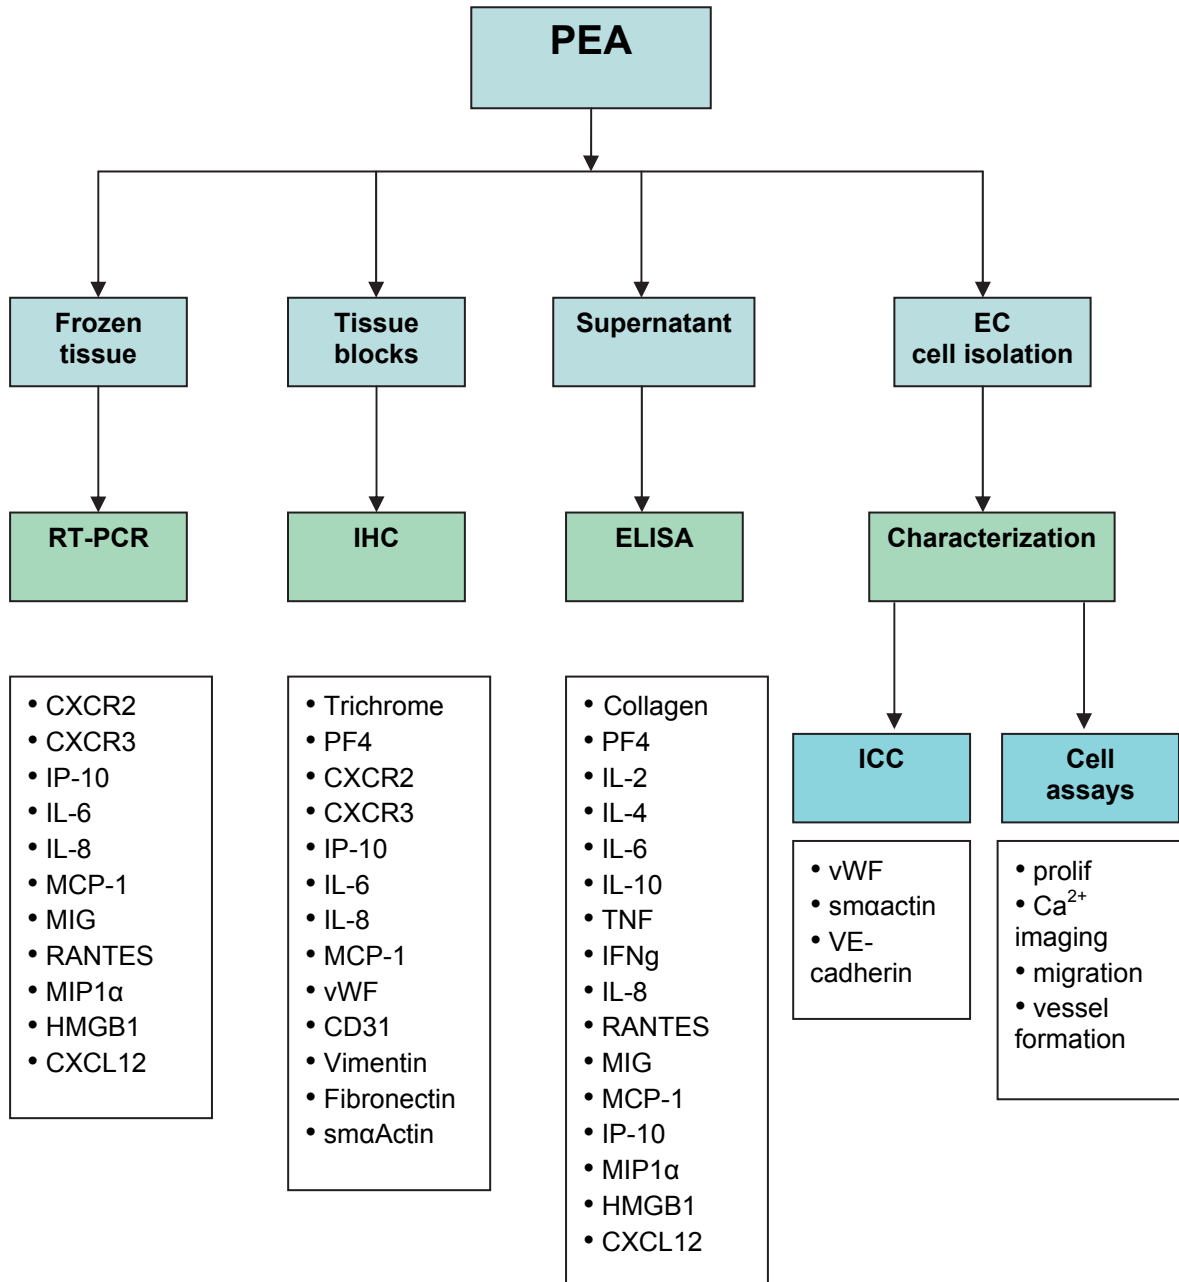 PEA
Frozen
tissue
Tissue
blocks
Supernatant
EC
cell isolation
RT-PCR
IHC
ELISA
Characterization
• CXCR2
• CXCR3
• IP-10
• IL-6
• IL-8
• MCP-1
• MIG
• RANTES
• MIP1α
• HMGB1
• CXCL12
• Trichrome
• PF4
• CXCR2
• CXCR3
• IP-10
• IL-6
• IL-8
• MCP-1
• vWF
• CD31
• Vimentin
• Fibronectin
• smαActin
• Collagen
• PF4
• IL-2
• IL-4
• IL-6
• IL-10
• TNF
• IFNg
• IL-8
• RANTES
• MIG
• MCP-1
• IP-10
• MIP1α
• HMGB1
• CXCL12
ICC
• vWF
• smαactin
• VE-
cadherin
Cell
assays
• prolif
• Ca²⁺
imaging
• migration
• vessel
formation